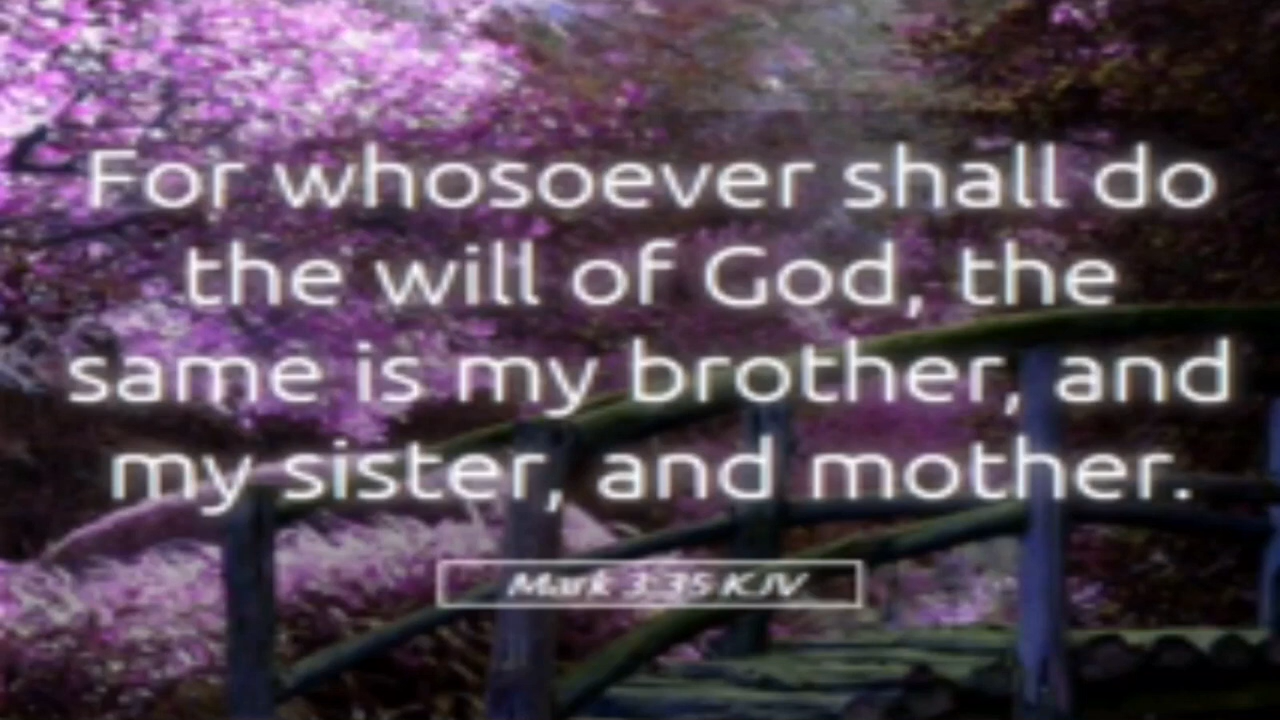 For whosoever shall do
the will of God, the
same is my brother, and
my sister, and mother.
Mark 3:35 KJV